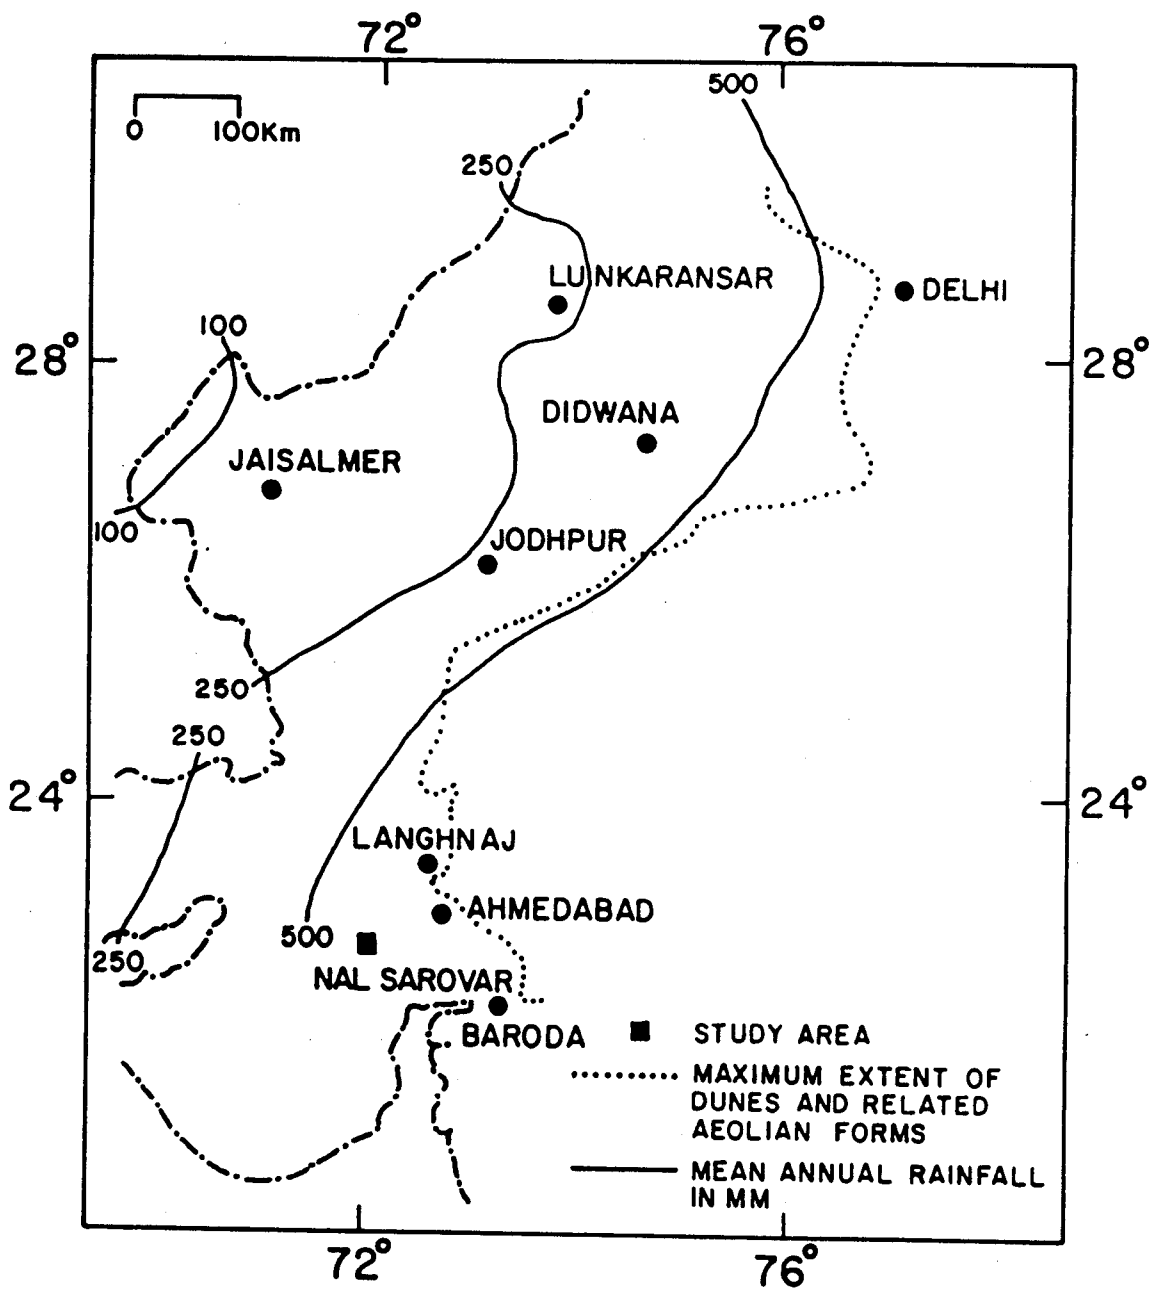 72°
76°
0 100Km
500
250
LUNKARANSAR
DELHI
100
28°
28°
DIDWANA
JAISALMER
100
JODHPUR
250
250
24°
24°
LANGHNAJ
AHMEDABAD
500
250
NAL SAROVAR
BARODA
STUDY AREA
MAXIMUM EXTENT OF
DUNES AND RELATED
AEOLIAN FORMS
MEAN ANNUAL RAINFALL
IN MM
72°
76°